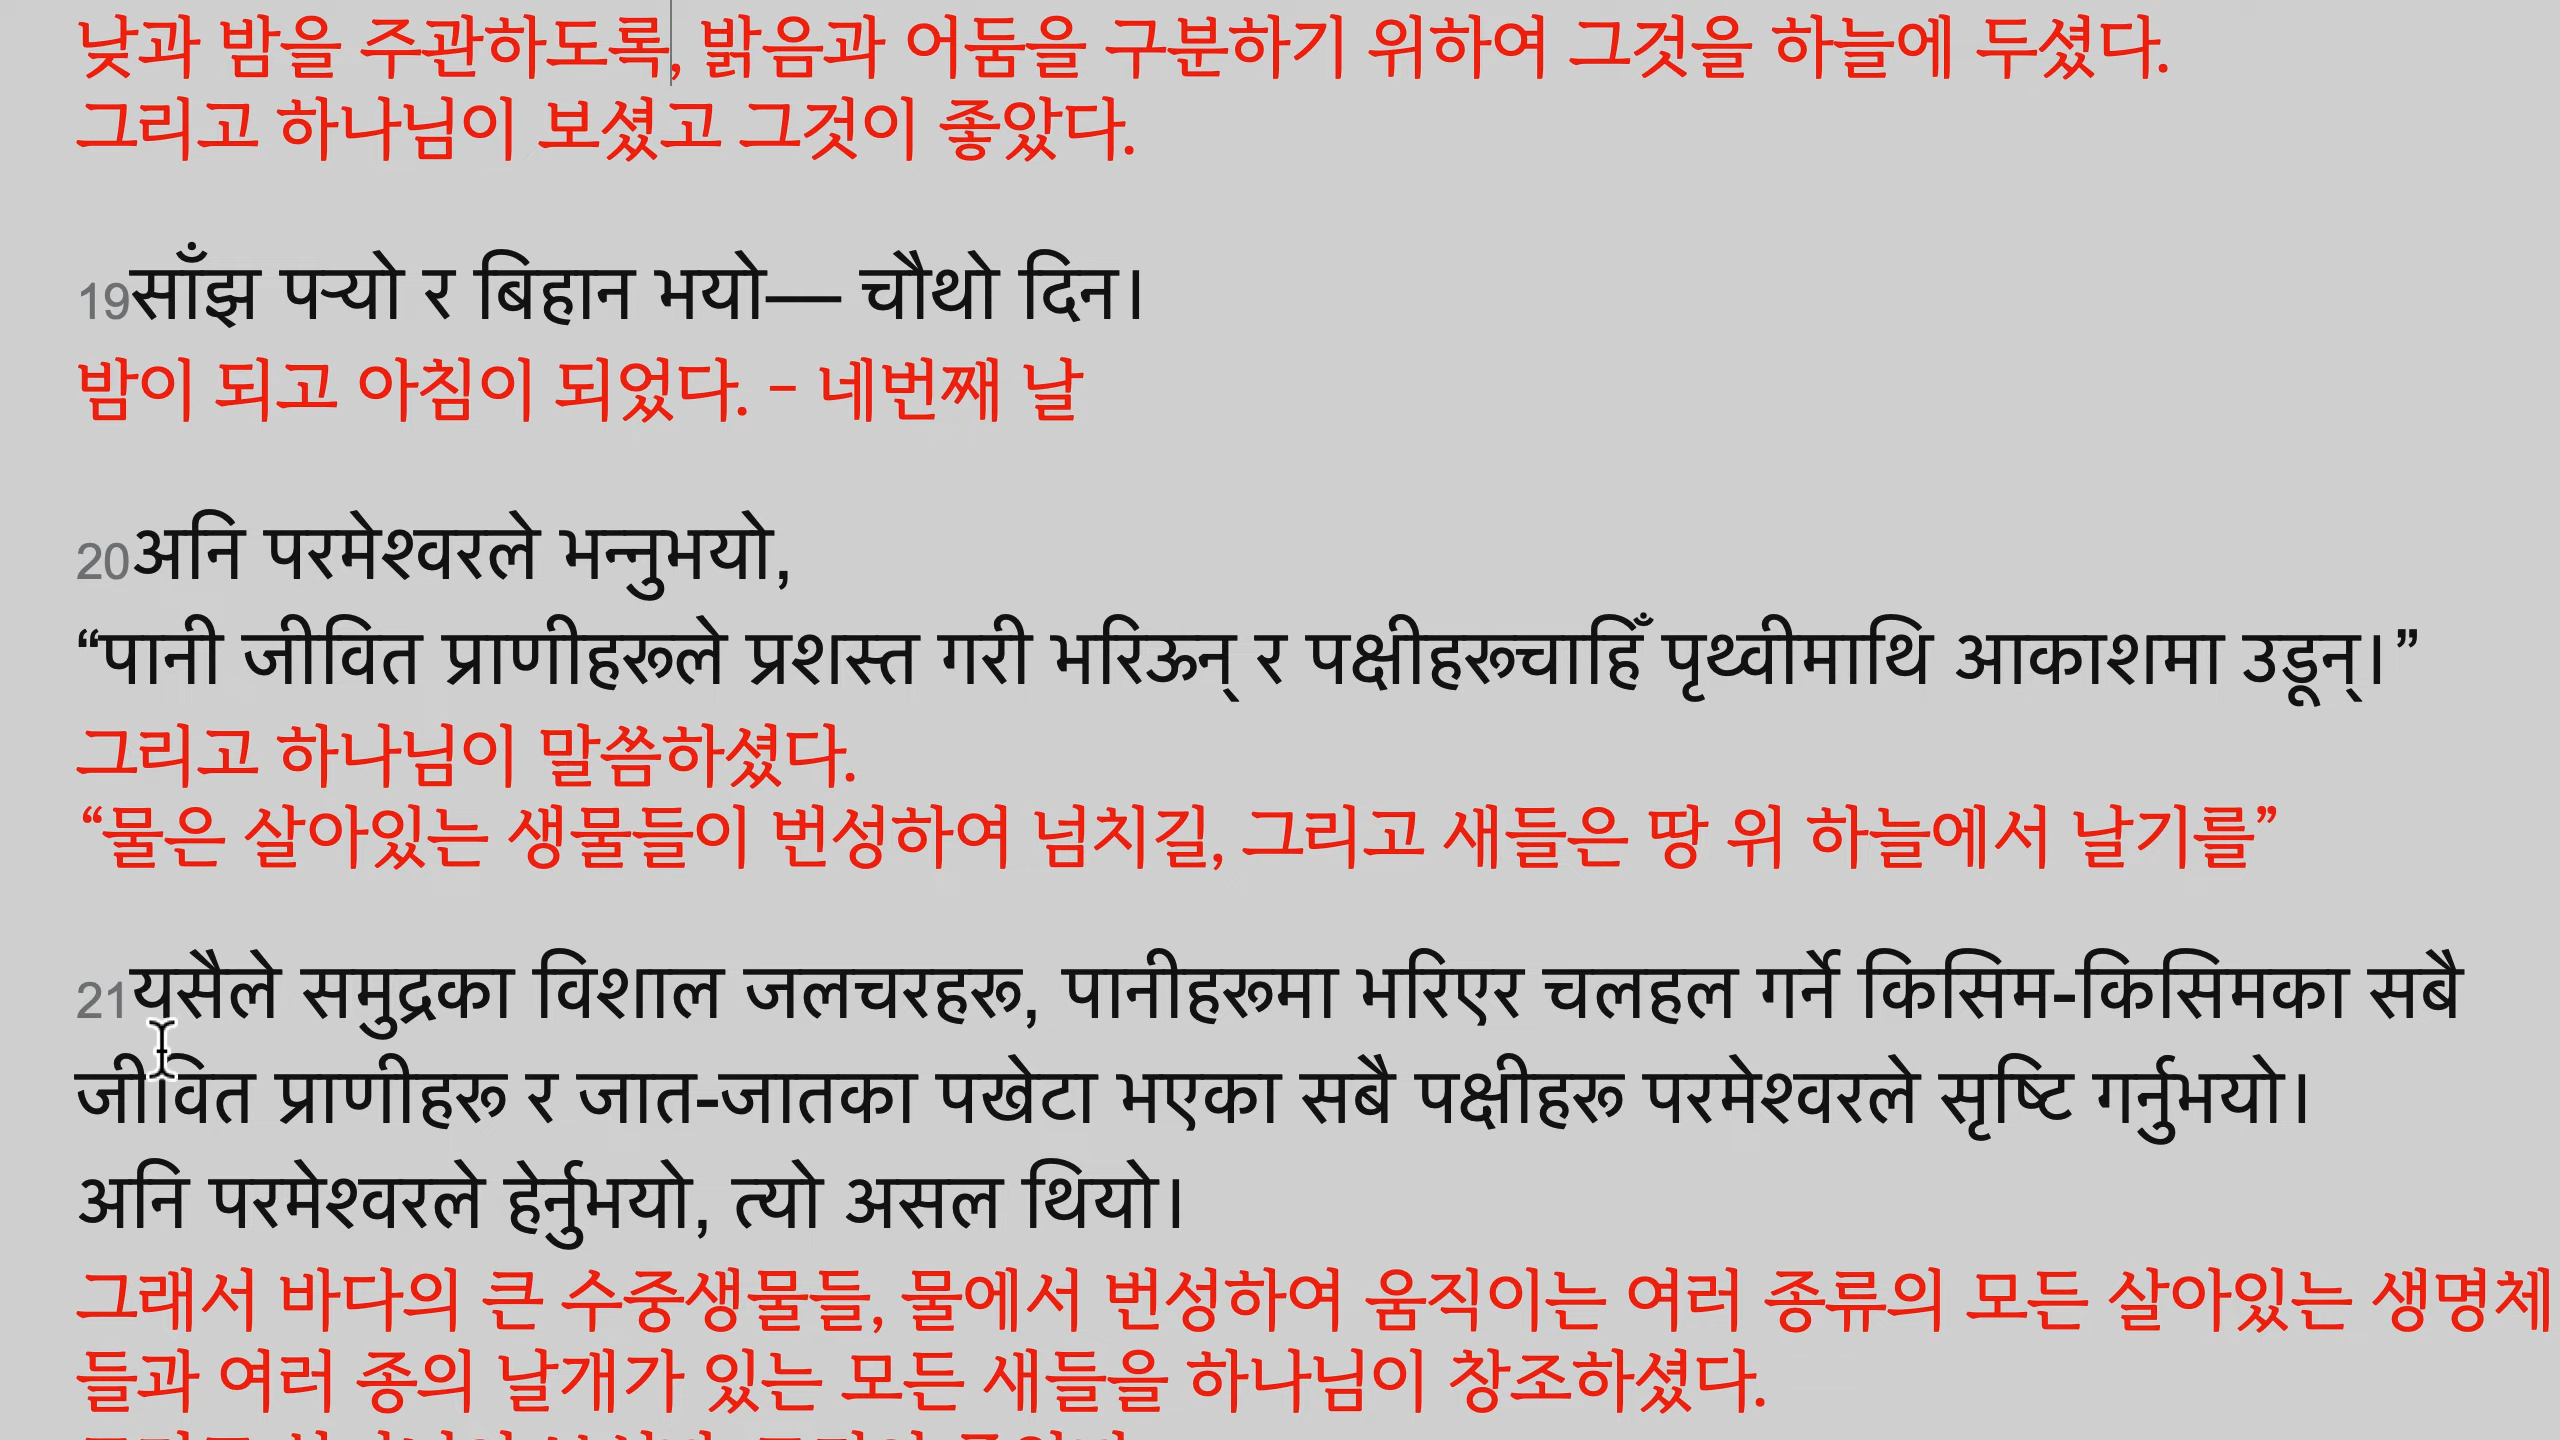 낮과 밤을 주관하도록, 밝음과 어둠을 구분하기 위하여 그것을 하늘에 두셨다.
그리고 하나님이 보셨고 그것이 좋았다.
19साँझ पर्‍यो र बिहान भयो— चौथो दिन।
밤이 되고 아침이 되었다. – 네번째 날
20अनि परमेश्वरले भन्नुभयो,
“पानी जीवित प्राणीहरूले प्रशस्त गरी भरिऊन् र पक्षीहरूचाहिँ पृथ्वीमाथि आकाशमा उडून्।”
그리고 하나님이 말씀하셨다.
“물은 살아있는 생물들이 번성하여 넘치길, 그리고 새들은 땅 위 하늘에서 날기를”
21यसैले समुद्रका विशाल जलचरहरू, पानीहरूमा भरिएर चलहल गर्ने किसिम-किसिमका सबै
जीवित प्राणीहरू र जात-जातका पखेटा भएका सबै पक्षीहरू परमेश्वरले सृष्टि गर्नुभयो।
अनि परमेश्वरले हेर्नुभयो, त्यो असल थियो।
그래서 바다의 큰 수중생물들, 물에서 번성하여 움직이는 여러 종류의 모든 살아있는 생명체
들과 여러 종의 날개가 있는 모든 새들을 하나님이 창조하셨다.